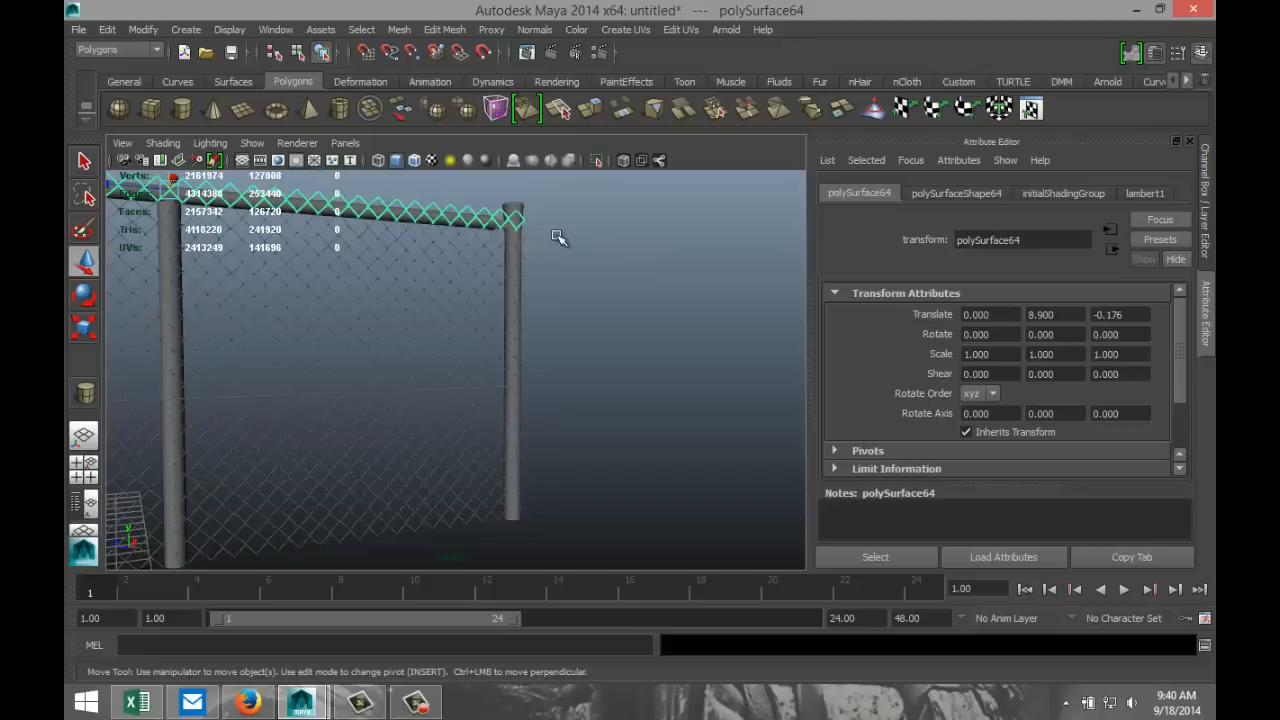 Autodesk Maya 2014 x64: untitled* --- polySurface64
File Edit Modify Create Display Window Assets Select Mesh Edit Mesh Proxy Normals Color Create UVs Edit UVs Arnold Help
Polygons
General Curves Surfaces Polygons Deformation Animation Dynamics Rendering PaintEffects Toon Muscle Fluids Fur nHair nCloth Custom TURTLE DMM Arnold Curv
View Shading Lighting Show Renderer Panels
Verts: 2161974 127008 0
Edges: 4314380 253440 0
Faces: 2157342 126720 0
Tris: 4118220 241920 0
UVs: 2413249 141696 0
Attribute Editor
List Selected Focus Attributes Show Help
polySurface64 polySurfaceShape64 initialShadingGroup lambert1
Focus
transform: polySurface64
Presets
Show Hide
Transform Attributes
Translate 0.000 8.900 -0.176
Rotate 0.000 0.000 0.000
Scale 1.000 1.000 1.000
Shear 0.000 0.000 0.000
Rotate Order xyz
Rotate Axis 0.000 0.000 0.000
Inherits Transform
Pivots
Limit Information
Notes: polySurface64
Select Load Attributes Copy Tab
Channel Box / Layer Editor
Attribute Editor
persp
2 4 6 8 10 12 14 16 18 20 22 24
1
1.00
1.00 1.00 1 24 24.00 48.00 No Anim Layer No Character Set
MEL
Move Tool: Use manipulator to move object(s). Use edit mode to change pivot (INSERT). Ctrl+LMB to move perpendicular.
9:40 AM
9/18/2014